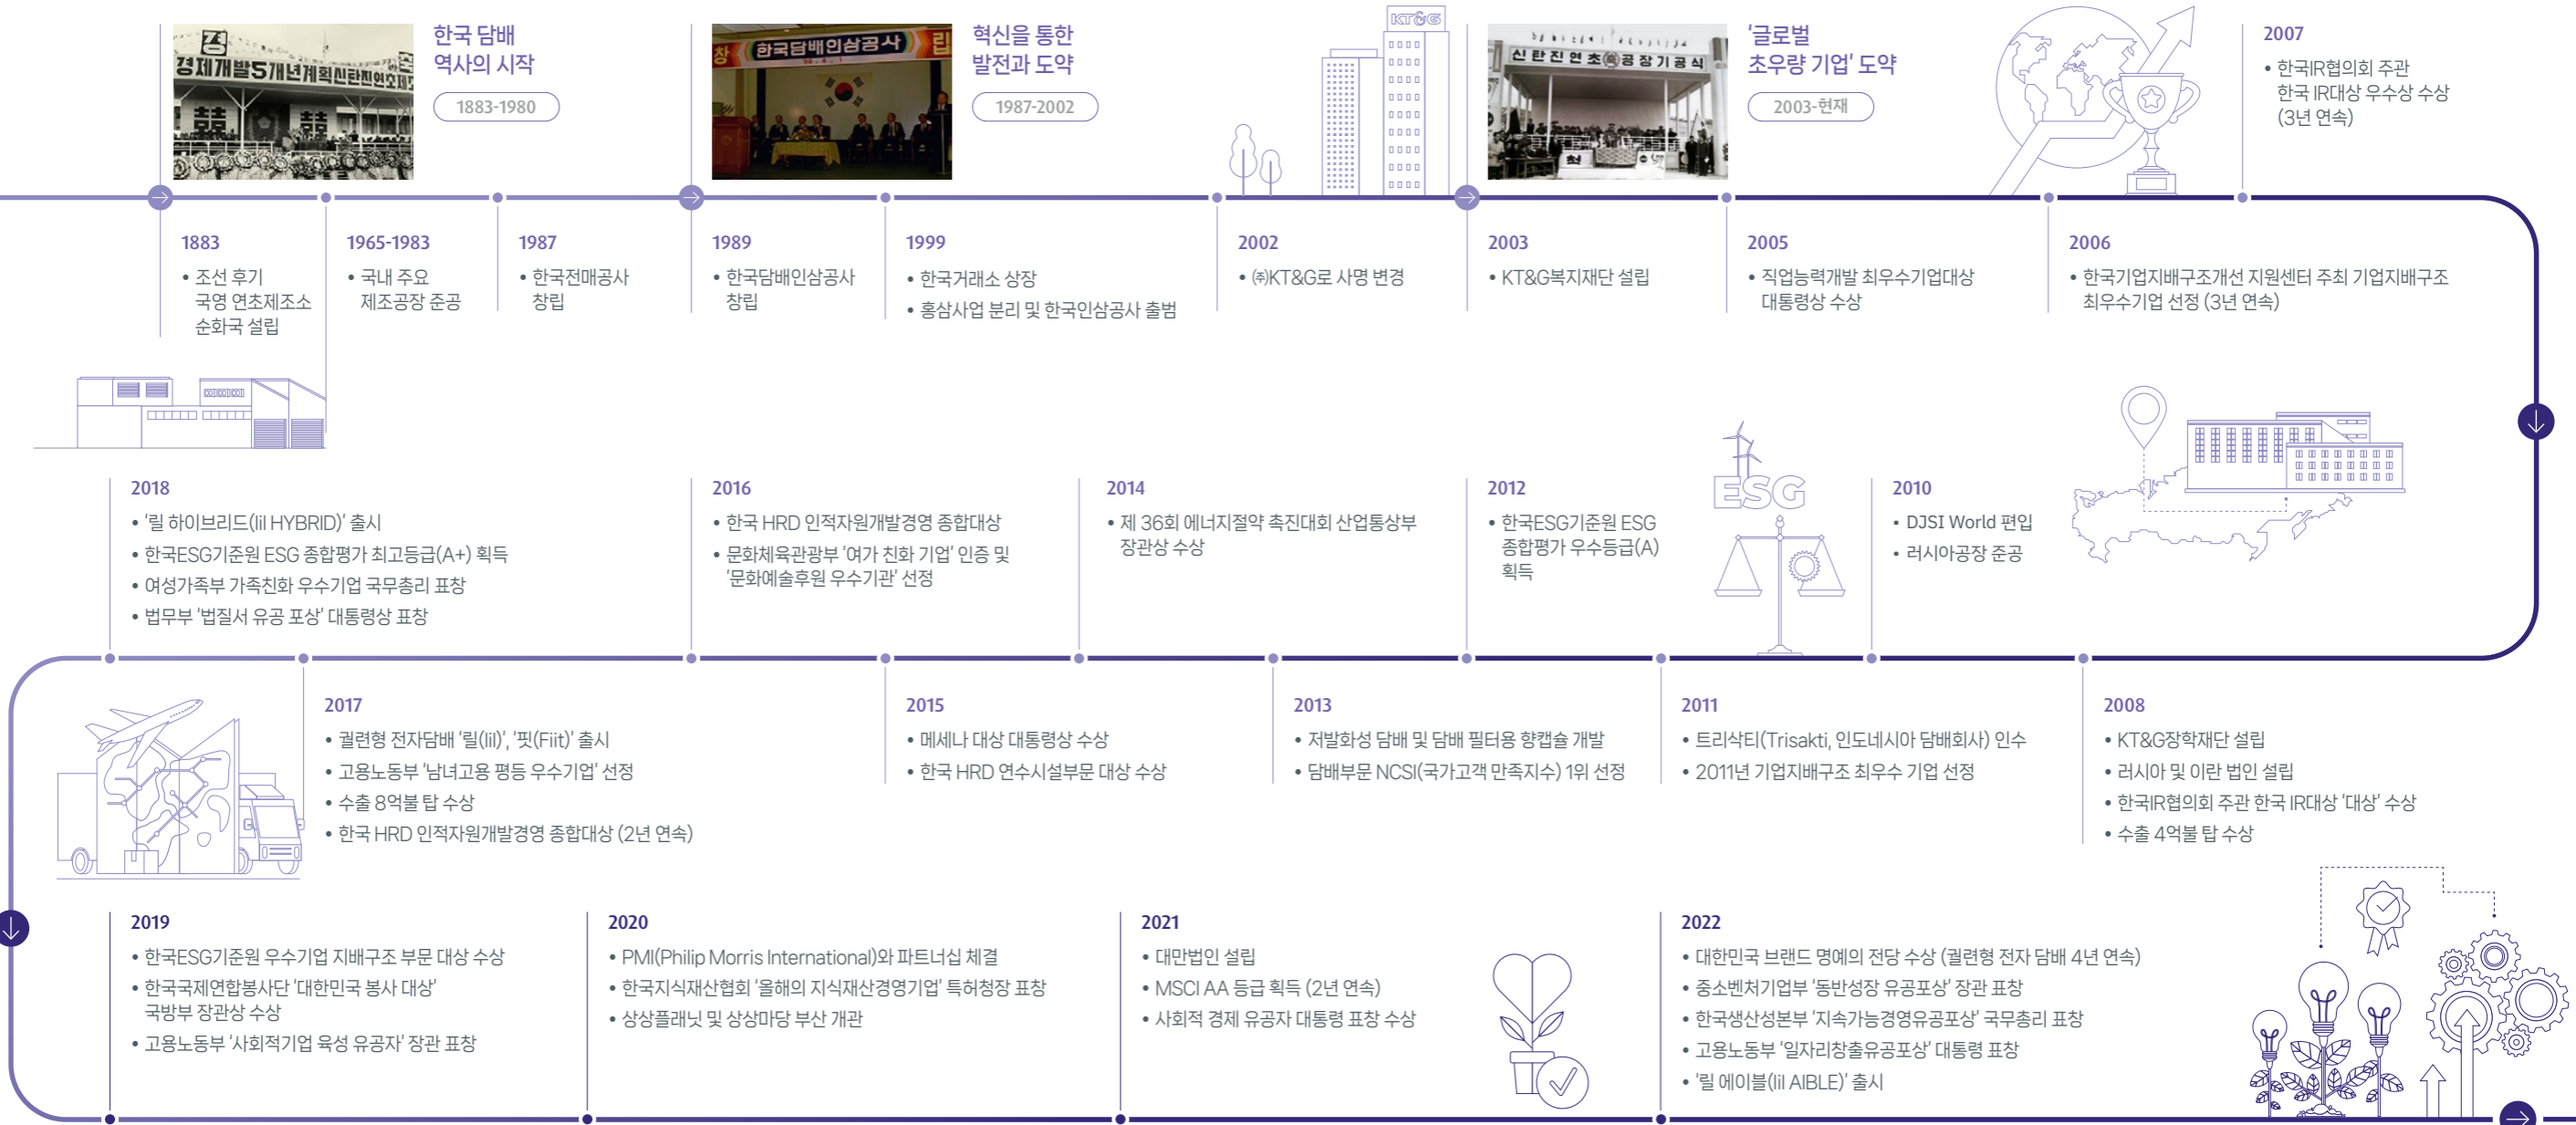 경
경제개발5개년계획신탄진연초제조
한국 담배
역사의 시작
1883-1980
창 한국담배인삼공사 립
혁신을 통한
발전과 도약
1987-2002
KT&G
신탄진연초공장기공식
'글로벌
초우량 기업' 도약
2003-현재
2007
• 한국IR협의회 주관
한국 IR대상 우수상 수상
(3년 연속)
1883
• 조선 후기
국영 연초제조소
순화국 설립
1965-1983
• 국내 주요
제조공장 준공
1987
• 한국전매공사
창립
1989
• 한국담배인삼공사
창립
1999
• 한국거래소 상장
• 홍삼사업 분리 및 한국인삼공사 출범
2002
• ㈜KT&G로 사명 변경
2003
• KT&G복지재단 설립
2005
• 직업능력개발 최우수기업대상
대통령상 수상
2006
• 한국기업지배구조개선 지원센터 주최 기업지배구조
최우수기업 선정 (3년 연속)
2018
• '릴 하이브리드(lil HYBRID)' 출시
• 한국ESG기준원 ESG 종합평가 최고등급(A+) 획득
• 여성가족부 가족친화 우수기업 국무총리 표창
• 법무부 '법질서 유공 포상' 대통령상 표창
2016
• 한국 HRD 인적자원개발경영 종합대상
• 문화체육관광부 '여가 친화 기업' 인증 및
'문화예술후원 우수기관' 선정
2014
• 제 36회 에너지절약 촉진대회 산업통상부
장관상 수상
2012
• 한국ESG기준원 ESG
종합평가 우수등급(A)
획득
ESG
2010
• DJSI World 편입
• 러시아공장 준공
2017
• 궐련형 전자담배 '릴(lil)', '핏(Fiit)' 출시
• 고용노동부 '남녀고용 평등 우수기업' 선정
• 수출 8억불 탑 수상
• 한국 HRD 인적자원개발경영 종합대상 (2년 연속)
2015
• 메세나 대상 대통령상 수상
• 한국 HRD 연수시설부문 대상 수상
2013
• 저발화성 담배 및 담배 필터용 향캡슐 개발
• 담배부문 NCSI(국가고객 만족지수) 1위 선정
2011
• 트리삭티(Trisakti, 인도네시아 담배회사) 인수
• 2011년 기업지배구조 최우수 기업 선정
2008
• KT&G장학재단 설립
• 러시아 및 이란 법인 설립
• 한국IR협의회 주관 한국 IR대상 '대상' 수상
• 수출 4억불 탑 수상
2019
• 한국ESG기준원 우수기업 지배구조 부문 대상 수상
• 한국국제연합봉사단 '대한민국 봉사 대상'
국방부 장관상 수상
• 고용노동부 '사회적기업 육성 유공자' 장관 표창
2020
• PMI(Philip Morris International)와 파트너십 체결
• 한국지식재산협회 '올해의 지식재산경영기업' 특허청장 표창
• 상상플래닛 및 상상마당 부산 개관
2021
• 대만법인 설립
• MSCI AA 등급 획득 (2년 연속)
• 사회적 경제 유공자 대통령 표창 수상
2022
• 대한민국 브랜드 명예의 전당 수상 (궐련형 전자 담배 4년 연속)
• 중소벤처기업부 '동반성장 유공포상' 장관 표창
• 한국생산성본부 '지속가능경영유공포상' 국무총리 표창
• 고용노동부 '일자리창출유공포상' 대통령 표창
• '릴 에이블(lil AIBLE)' 출시